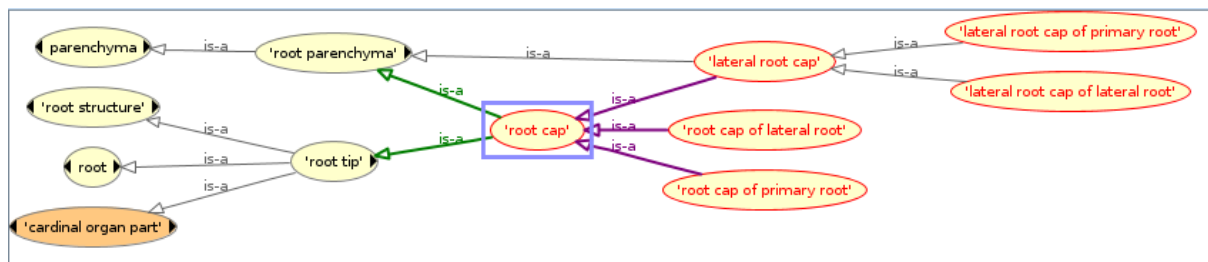 parenchyma
is-a
'root parenchyma'
is-a
'lateral root cap'
is-a
'lateral root cap of primary root'
is-a
'lateral root cap of lateral root'
'root structure'
is-a
is-a
'root cap'
is-a
is-a
'root cap of lateral root'
is-a
'root cap of primary root'
root
is-a
'root tip'
is-a
is-a
'cardinal organ part'
is-a